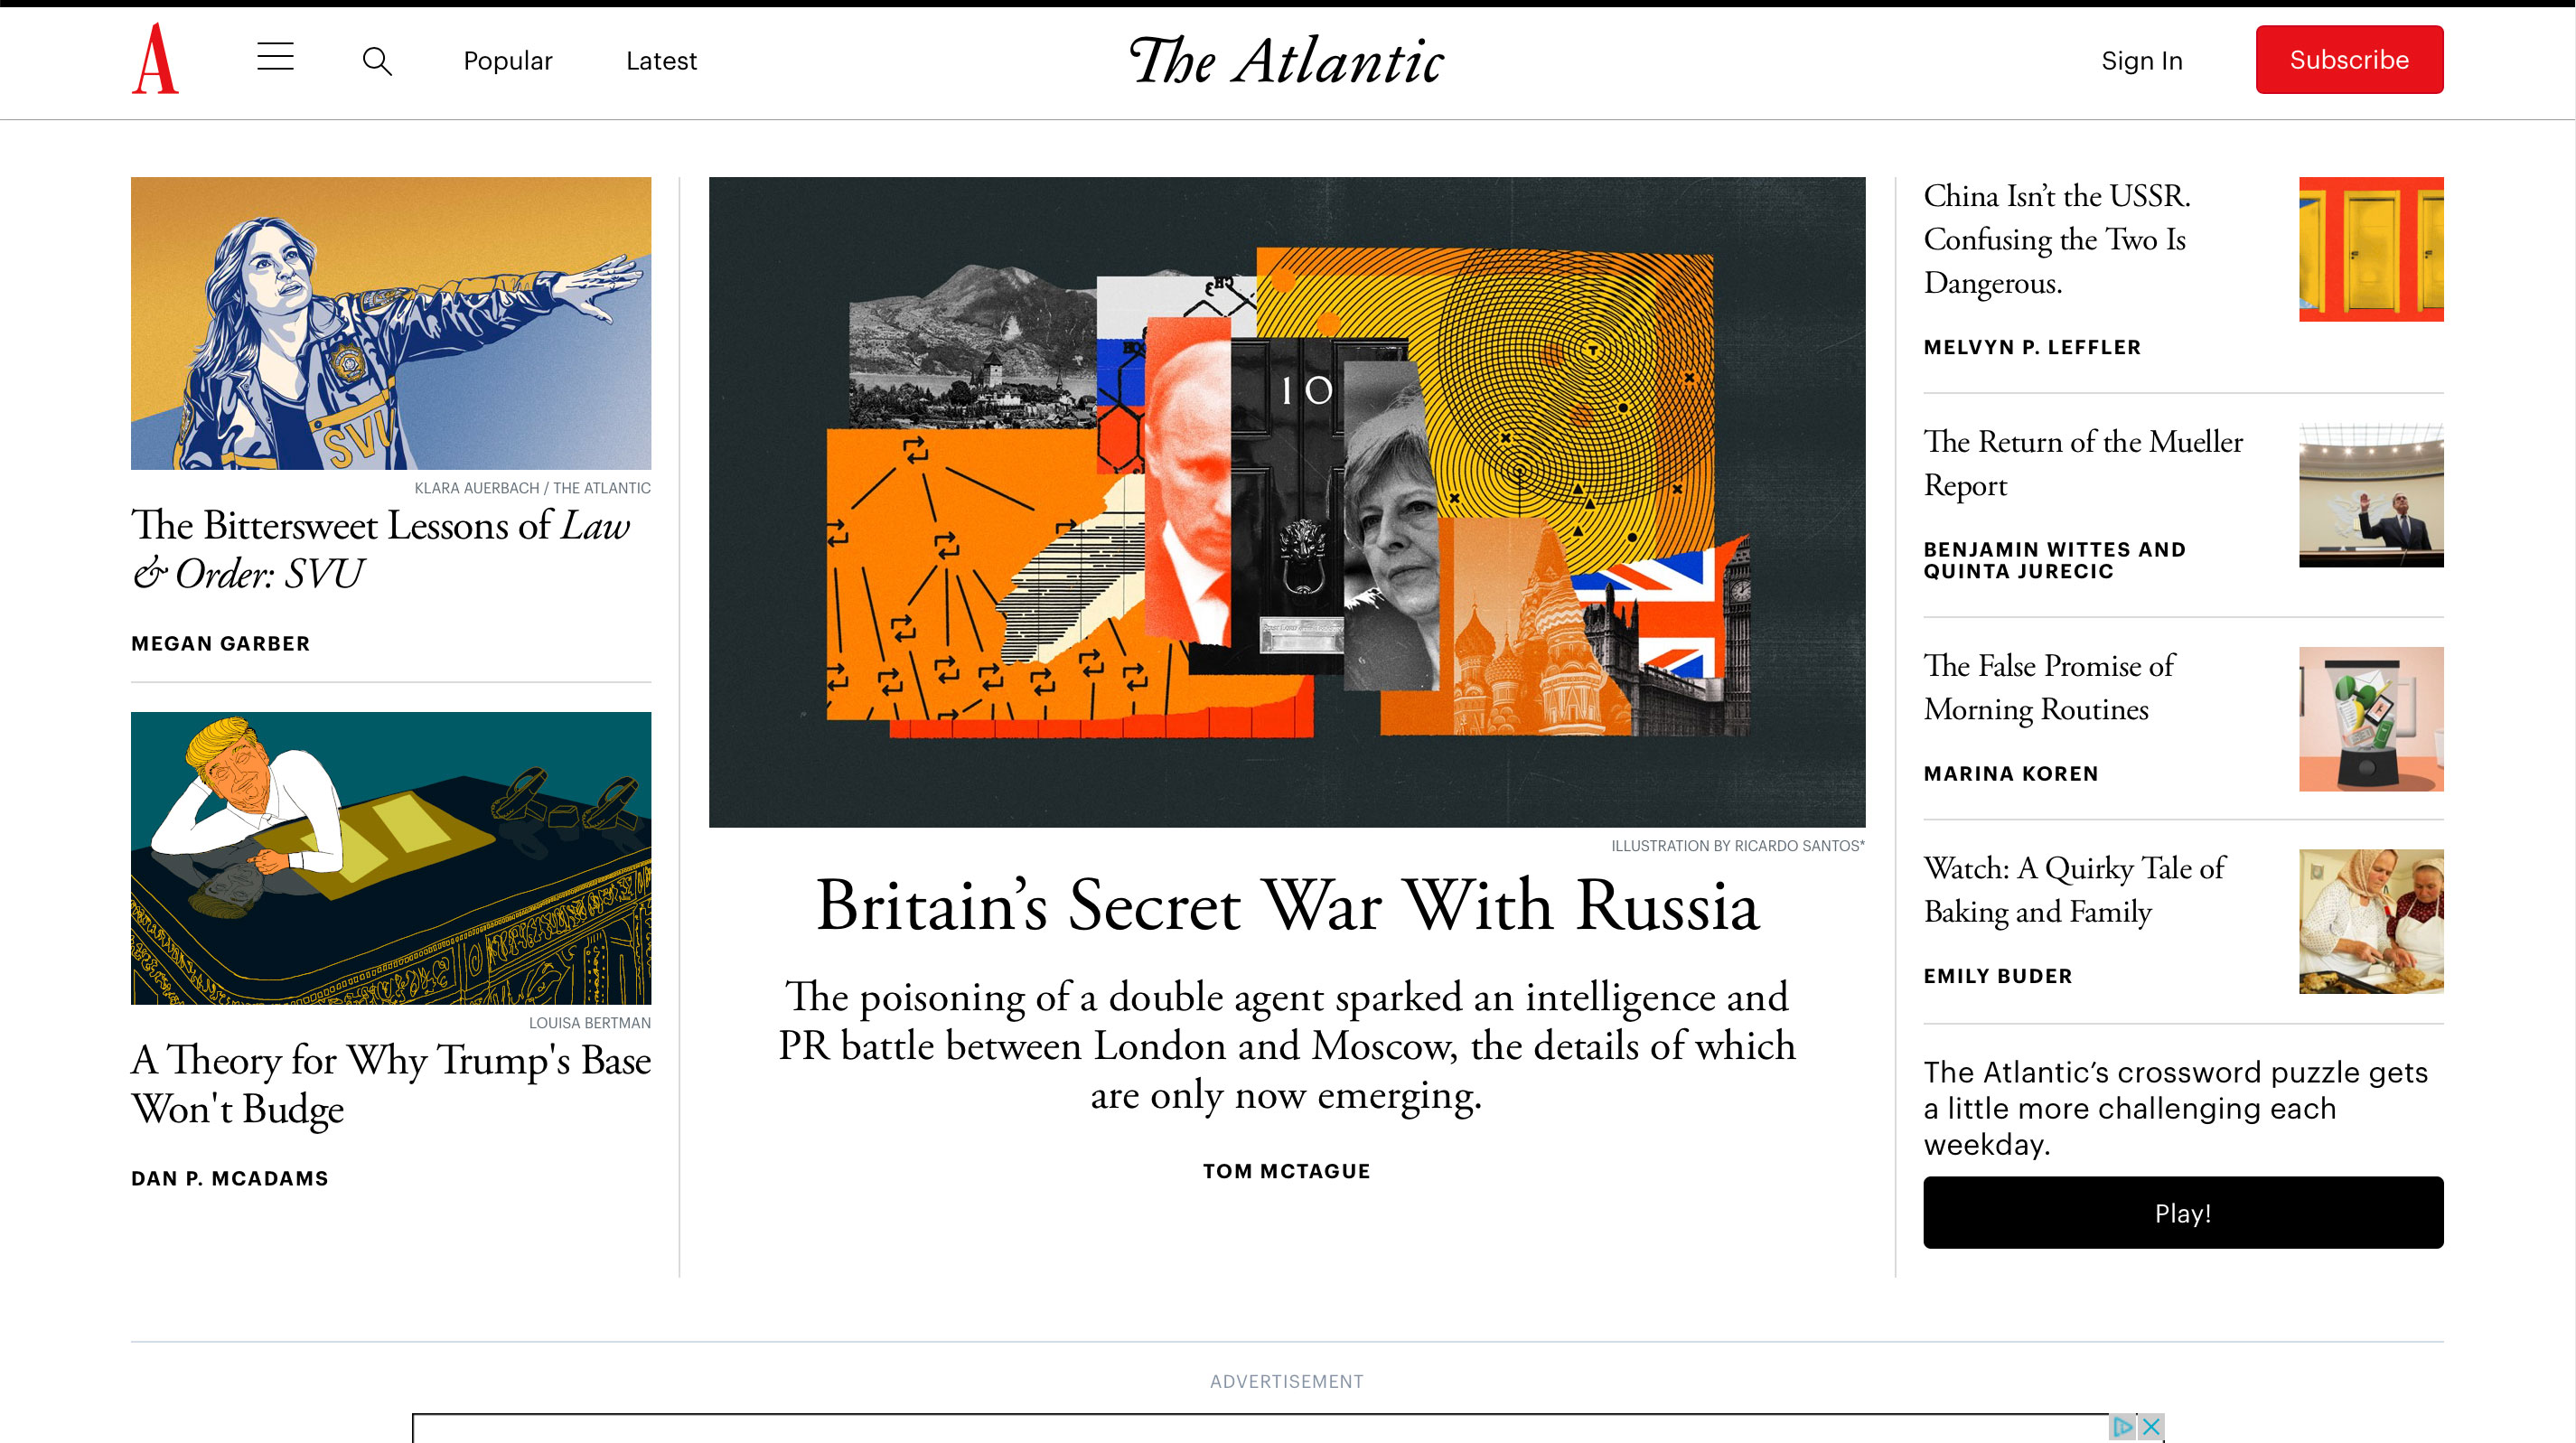 A
Popular
Latest
The Atlantic
Sign In
Subscribe
SVU
KLARA AUERBACH / THE ATLANTIC
The Bittersweet Lessons of Law
& Order: SVU
MEGAN GARBER
LOUISA BERTMAN
A Theory for Why Trump's Base
Won't Budge
DAN P. MCADAMS
10
ILLUSTRATION BY RICARDO SANTOS*
Britain’s Secret War With Russia
The poisoning of a double agent sparked an intelligence and
PR battle between London and Moscow, the details of which
are only now emerging.
TOM MCTAGUE
China Isn’t the USSR.
Confusing the Two Is
Dangerous.
MELVYN P. LEFFLER
The Return of the Mueller
Report
BENJAMIN WITTES AND
QUINTA JURECIC
The False Promise of
Morning Routines
MARINA KOREN
Watch: A Quirky Tale of
Baking and Family
EMILY BUDER
The Atlantic’s crossword puzzle gets
a little more challenging each
weekday.
Play!
ADVERTISEMENT